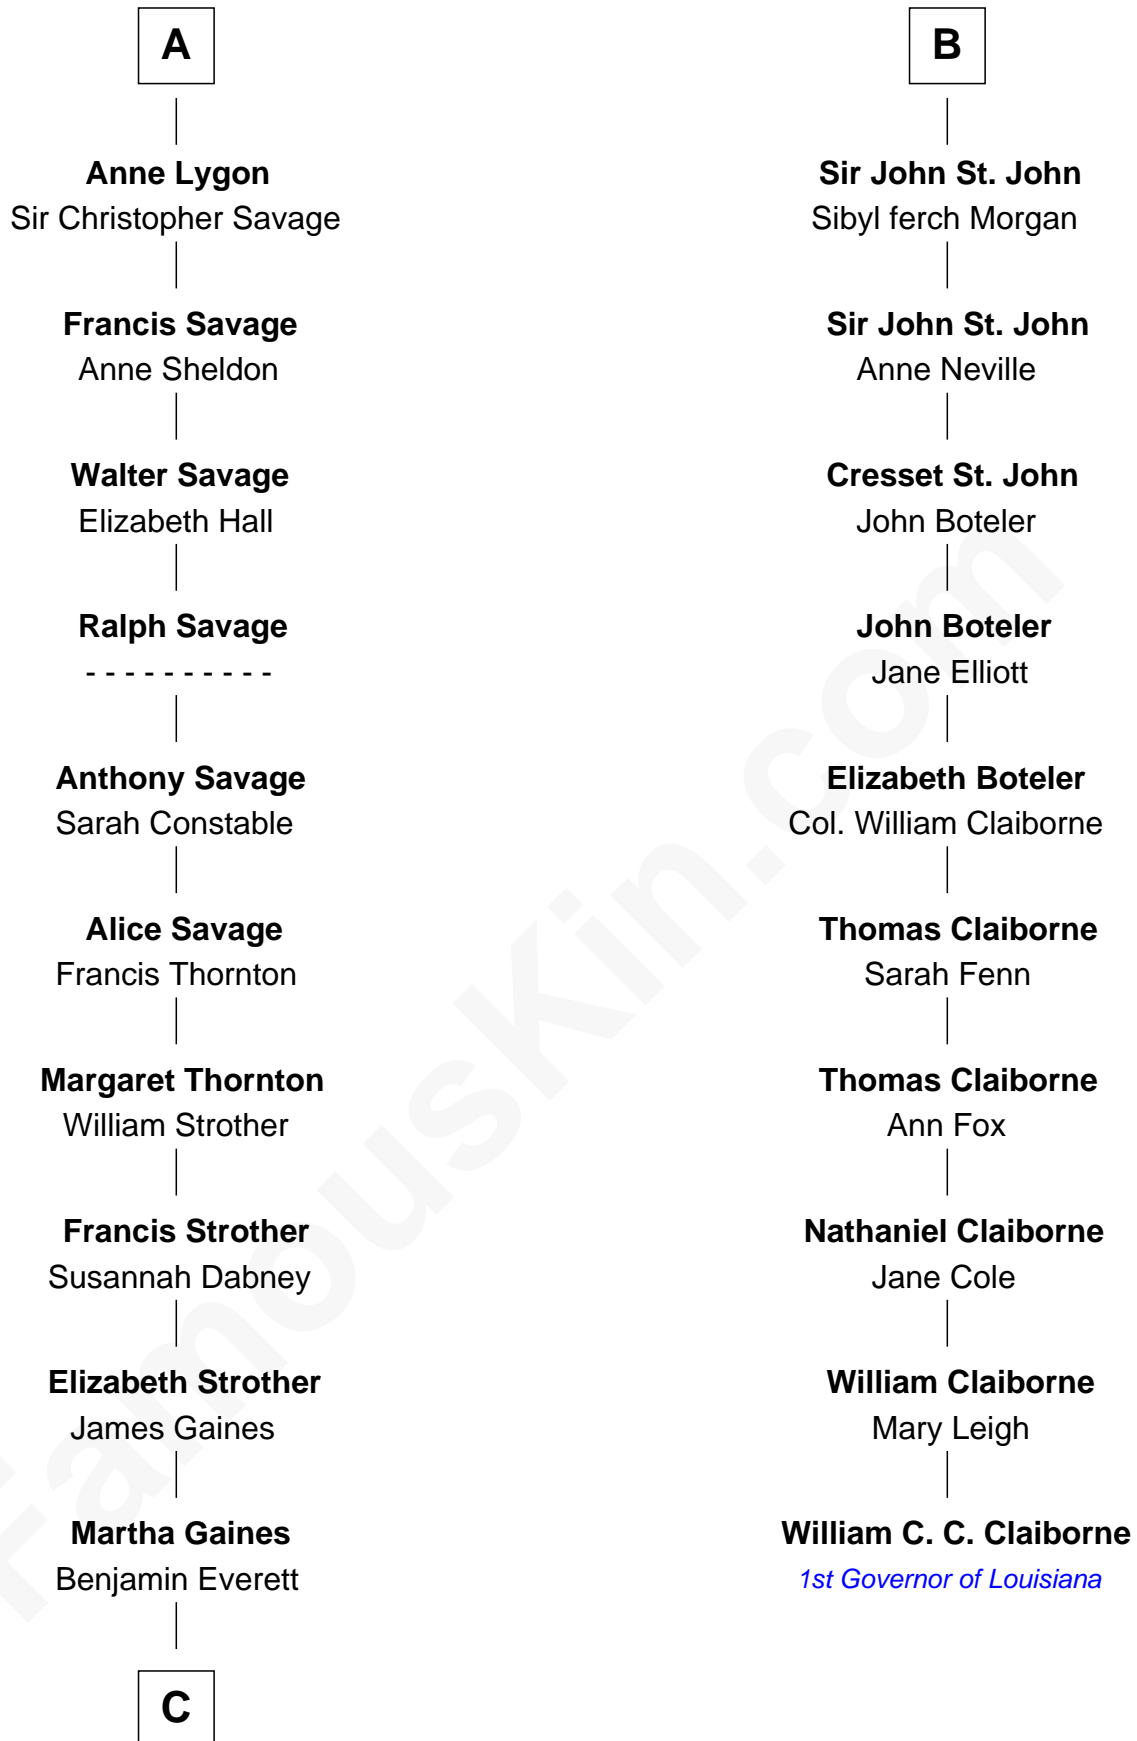 A
Anne Lygon
Sir Christopher Savage
Francis Savage
Anne Sheldon
Walter Savage
Elizabeth Hall
Ralph Savage
- - - - - - - - - -
Anthony Savage
Sarah Constable
Alice Savage
Francis Thornton
Margaret Thornton
William Strother
Francis Strother
Susannah Dabney
Elizabeth Strother
James Gaines
Martha Gaines
Benjamin Everett
C
B
Sir John St. John
Sibyl ferch Morgan
Sir John St. John
Anne Neville
Cresset St. John
John Boteler
John Boteler
Jane Elliott
Elizabeth Boteler
Col. William Claiborne
Thomas Claiborne
Sarah Fenn
Thomas Claiborne
Ann Fox
Nathaniel Claiborne
Jane Cole
William Claiborne
Mary Leigh
William C. C. Claiborne
1st Governor of Louisiana
FamousKin.com